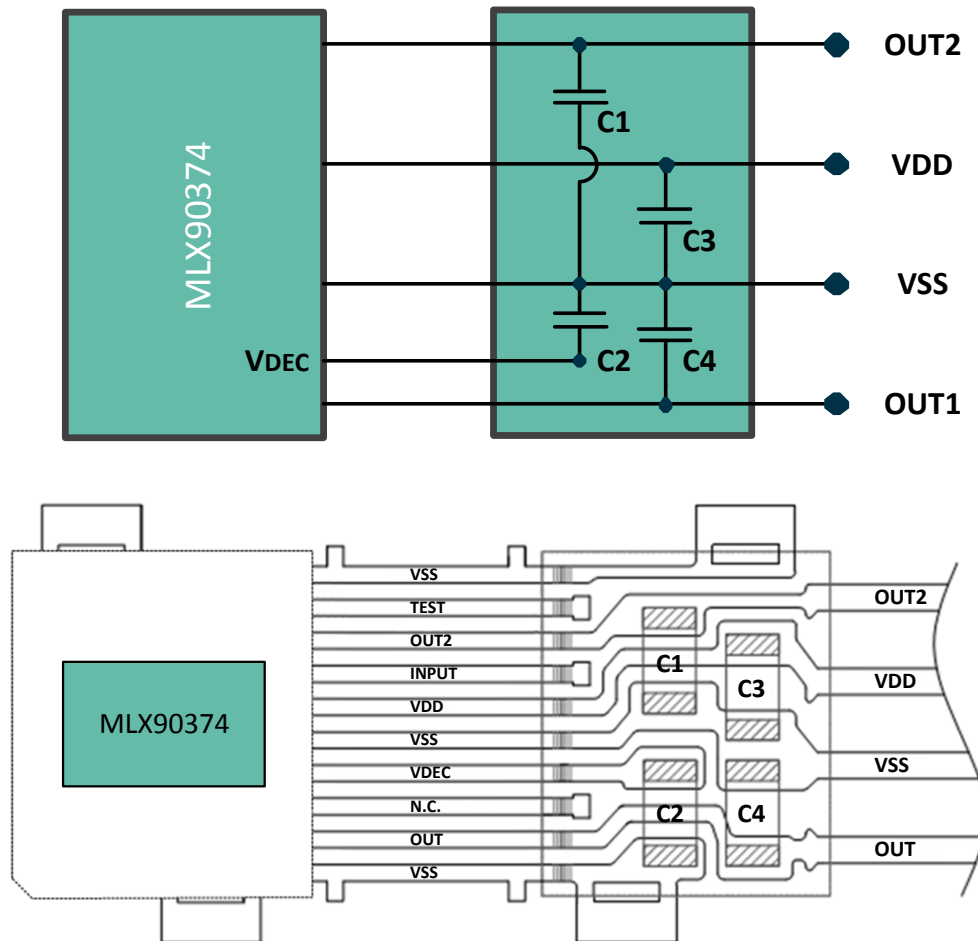 OUT2
C1
MLX90374
VDD
C3
VSS
VDEC
C2
C4
OUT1
VSS
TEST
OUT2
OUT2
C1
INPUT
C3
VDD
VDD
MLX90374
VSS
VSS
VDEC
N.C.
C2
C4
OUT
OUT
VSS